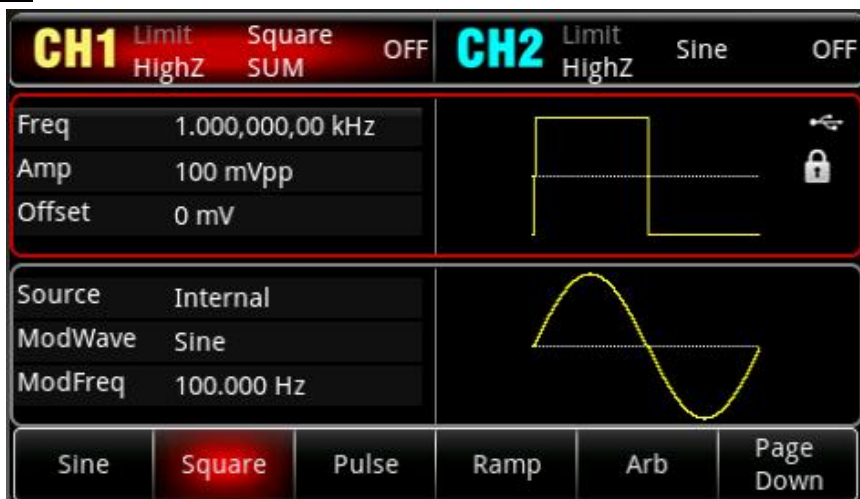 CH1 Limit Square OFF CH2 Limit Sine OFF
HighZ SUM HighZ
Freq 1.000,000,00 kHz
Amp 100 mVpp
Offset 0 mV
Source Internal
ModWave Sine
ModFreq 100.000 Hz
Sine Square Pulse Ramp Arb Page Down